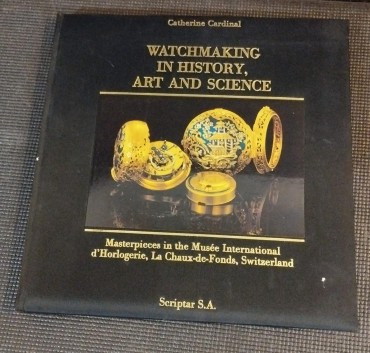 Catherine Cardinal
WATCHMAKING
IN HISTORY,
ART AND SCIENCE
Masterpieces in the Musée International
d'Horlogerie, La Chaux-de-Fonds, Switzerland
Scriptar S.A.